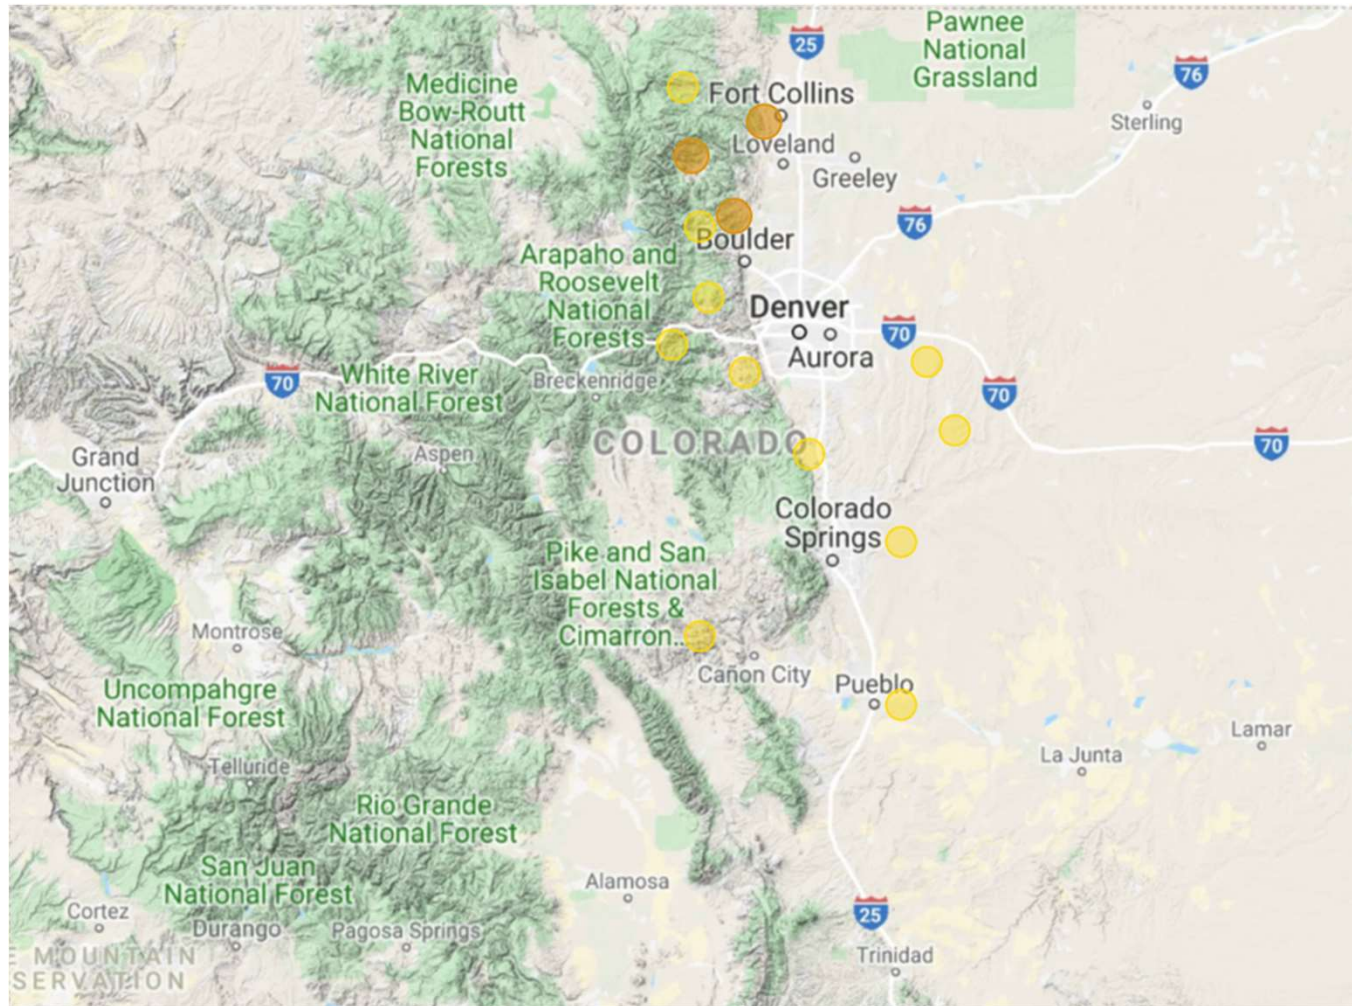 Pawnee
National
Grassland
25
76
Medicine
Bow-Routt
National
Forests
Fort Collins
Sterling
Loveland
Greeley
76
Boulder
Arapaho and
Roosevelt
National
Forests
Denver
70
Aurora
70
White River
National Forest
Breckenridge
70
COLORADO
70
Grand
Junction
Aspen
Colorado
Springs
Pike and San
Isabel National
Forests &
Cimarron...
Montrose
Cañon City
Pueblo
Uncompahgre
National Forest
Lamar
La Junta
Telluride
Rio Grande
National Forest
San Juan
National Forest
Alamosa
Cortez
25
Durango
Pagosa Springs
E MOUNTAIN
SERVATION
Trinidad